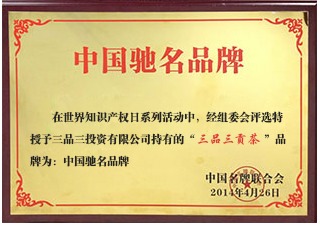 中国驰名品牌
在世界知识产权日系列活动中，经组委会评选特
授予三品三投资有限公司持有的“三品三貢茶”品
牌为：中国驰名品牌
中国名牌联合会
2014年4月26日